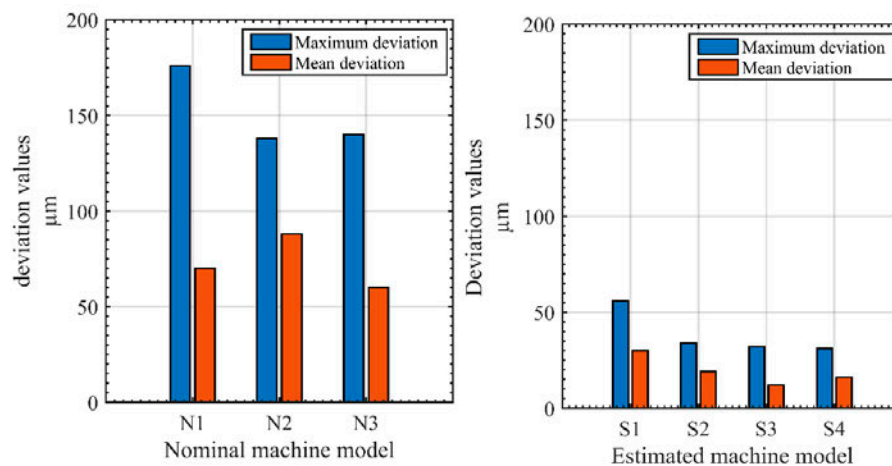 200
150
100
50
0
deviation values
µm
Maximum deviation
Mean deviation
N1 N2 N3
Nominal machine model
200
150
100
50
0
Deviation values
µm
Maximum deviation
Mean deviation
S1 S2 S3 S4
Estimated machine model